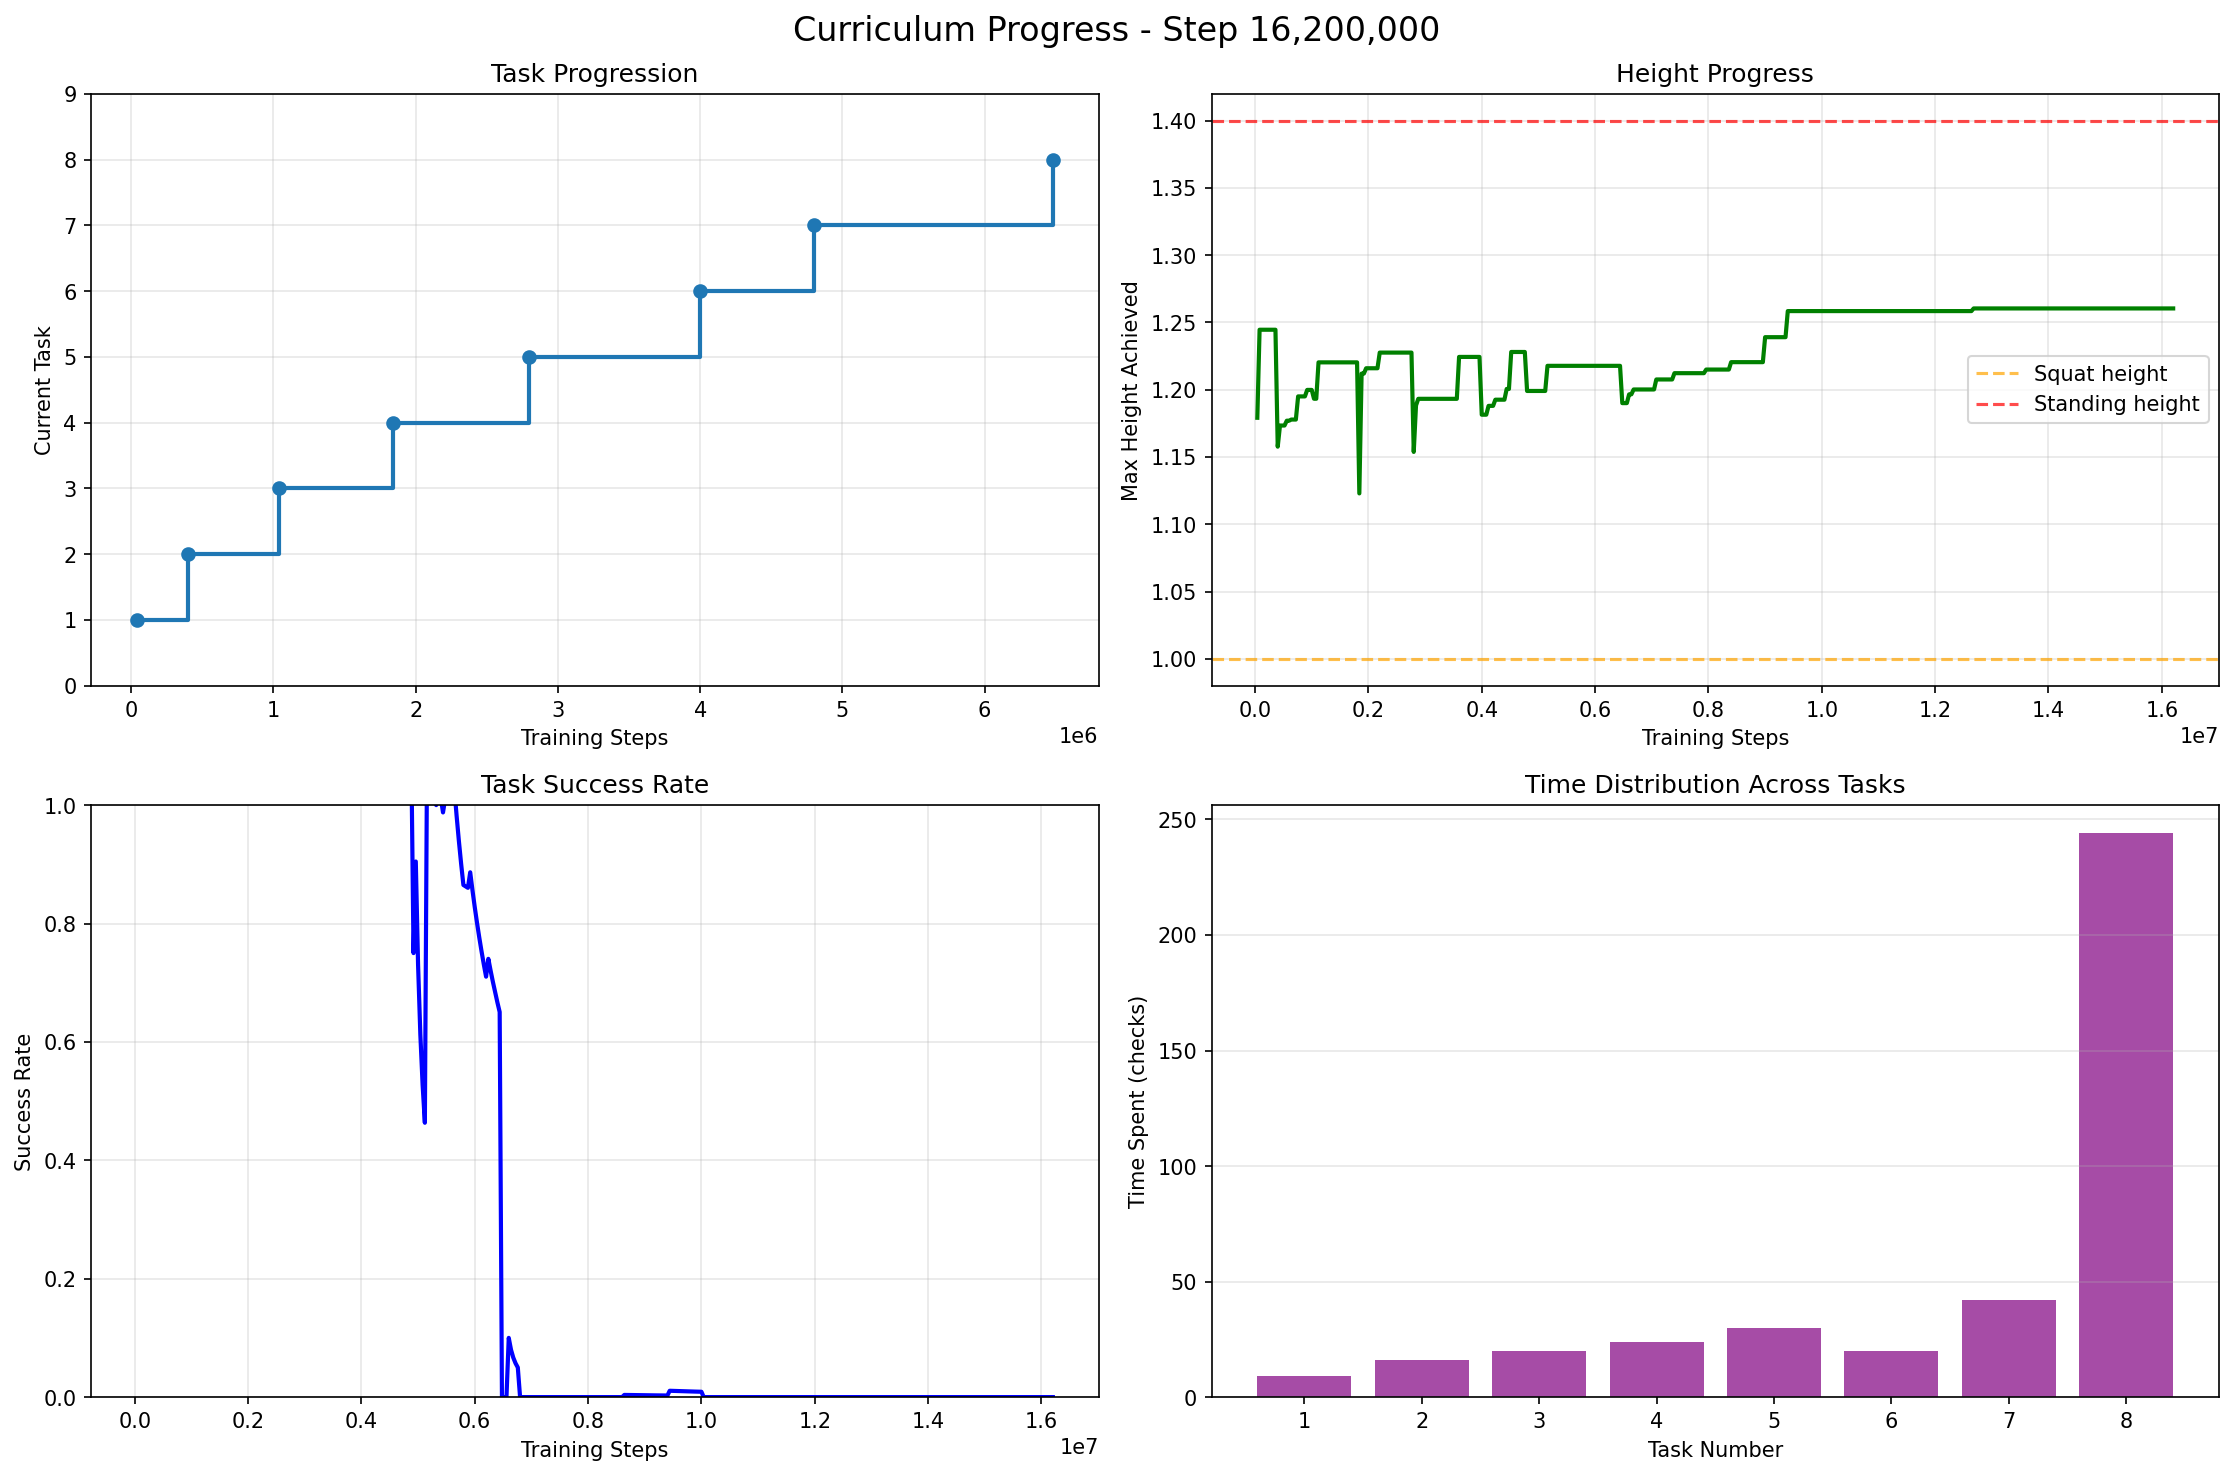 Curriculum Progress - Step 16,200,000
Task Progression
9
8
7
6
5
4
3
2
1
0
Current Task
0 1 2 3 4 5 6
1e6
Training Steps
Height Progress
1.40
1.35
1.30
1.25
1.20
1.15
1.10
1.05
1.00
Max Height Achieved
Squat height
Standing height
0.0 0.2 0.4 0.6 0.8 1.0 1.2 1.4 1.6
1e7
Training Steps
Task Success Rate
1.0
0.8
0.6
0.4
0.2
0.0
Success Rate
0.0 0.2 0.4 0.6 0.8 1.0 1.2 1.4 1.6
1e7
Training Steps
Time Distribution Across Tasks
250
200
150
100
50
0
Time Spent (checks)
1 2 3 4 5 6 7 8
Task Number